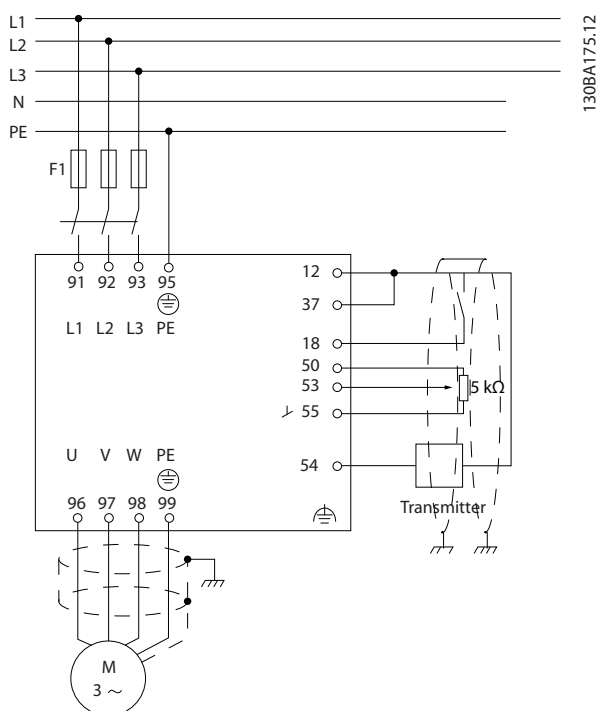 L1
L2
L3
N
PE
130BA175.12
F1
91 92 93 95
L1 L2 L3 PE
12
37
18
50
53
5 kΩ
55
54
Transmitter
U V W PE
96 97 98 99
M
3 ~